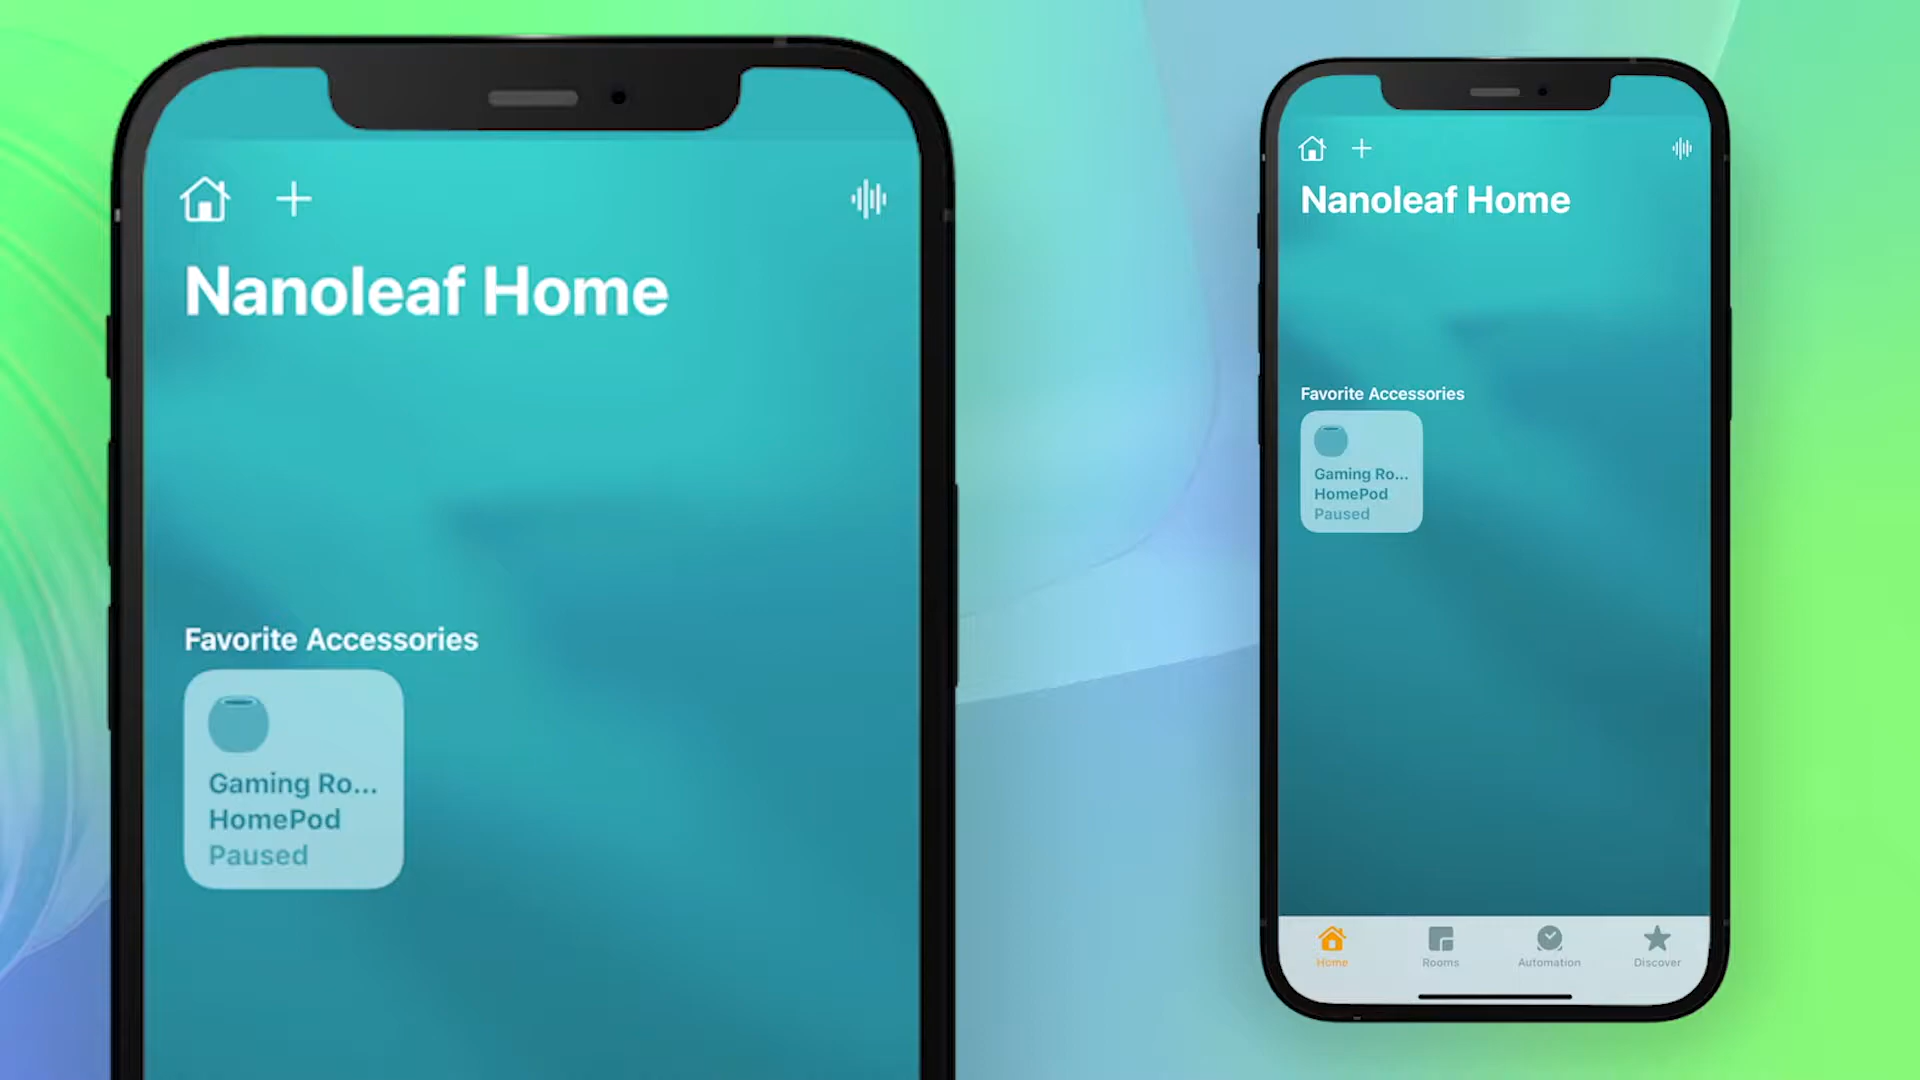 Nanoleaf Home
Favorite Accessories
Gaming Ro...
HomePod
Paused
Nanoleaf Home
Favorite Accessories
Gaming Ro...
HomePod
Paused
Home
Rooms
Automation
Discover